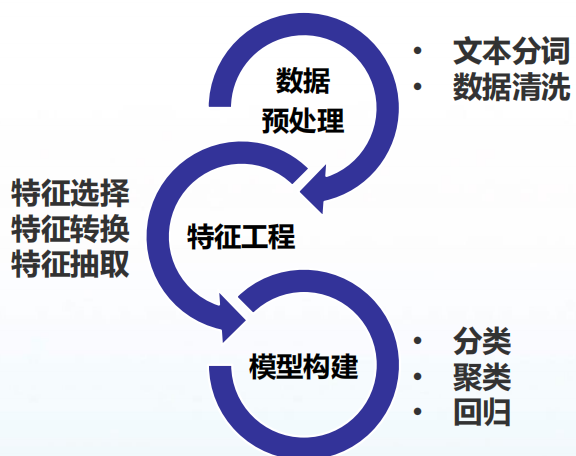 数据
预处理
• 文本分词
• 数据清洗
特征选择
特征转换
特征抽取
特征工程
模型构建
• 分类
• 聚类
• 回归